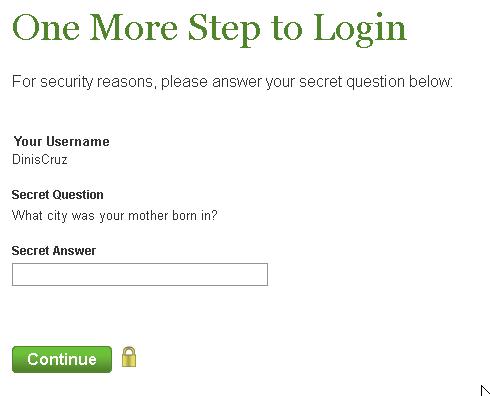 One More Step to Login
For security reasons, please answer your secret question below:
Your Username
DinisCruz
Secret Question
What city was your mother born in?
Secret Answer
Continue